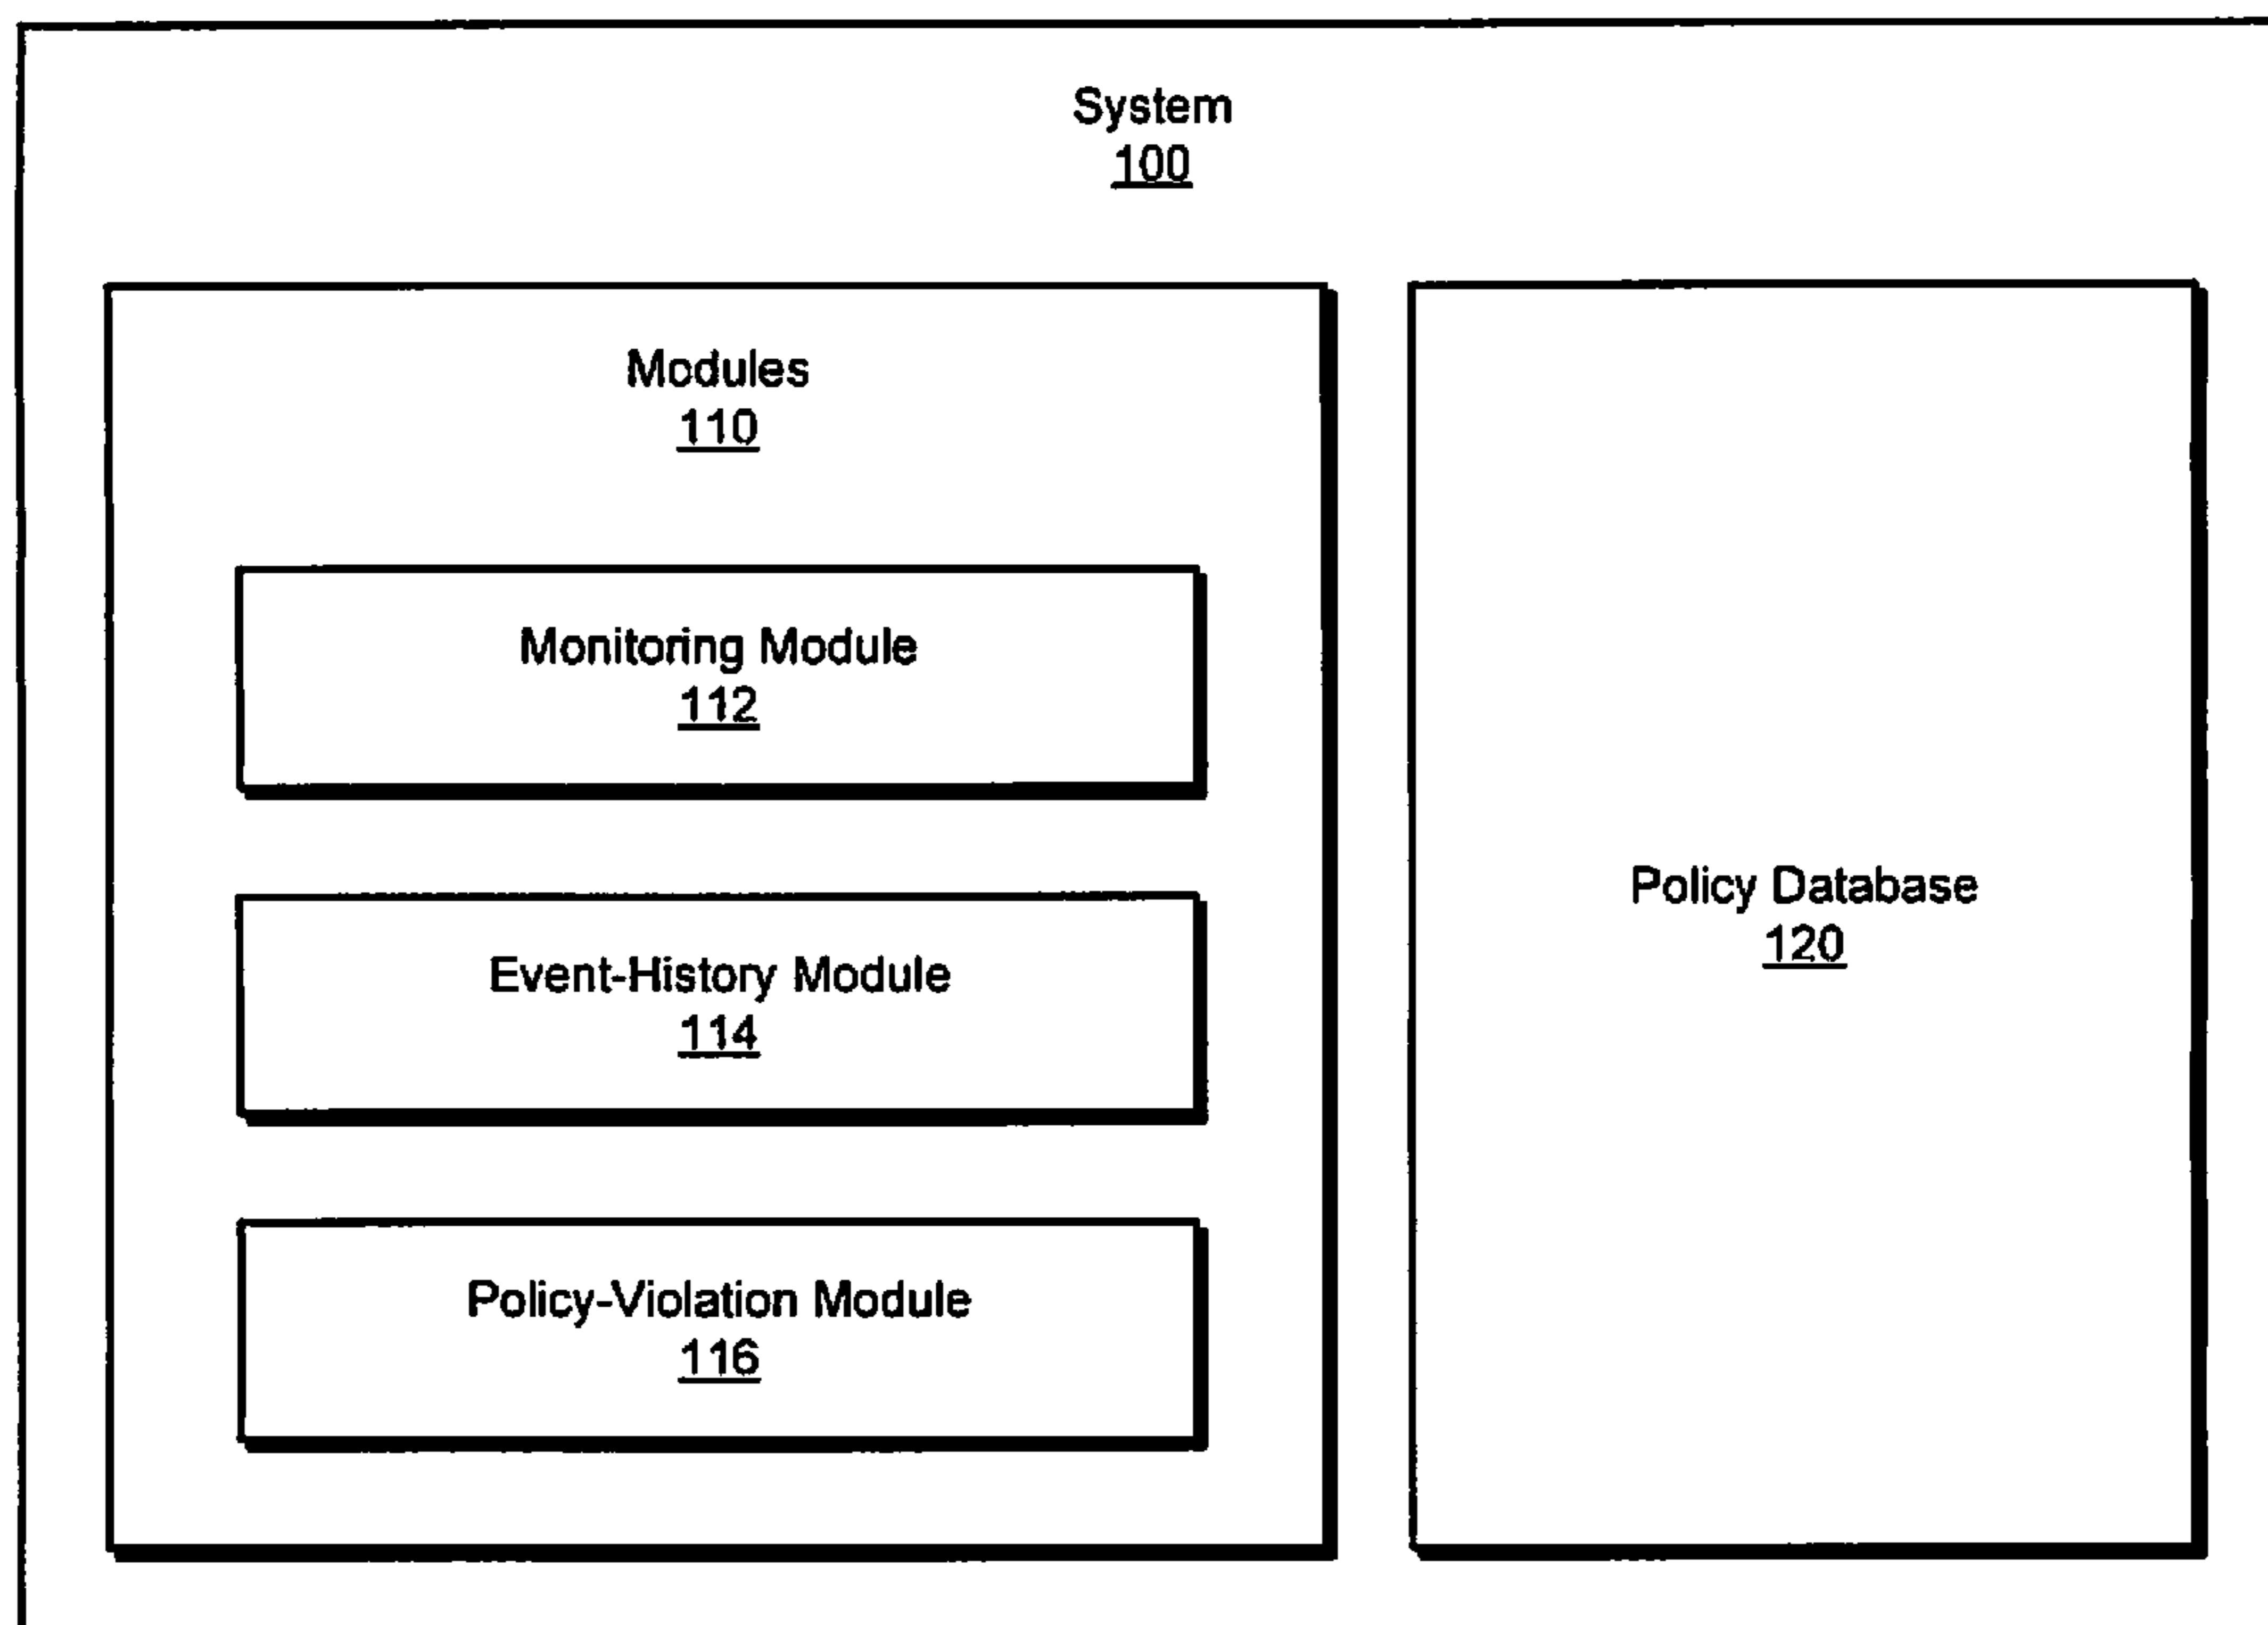 System
100
Modules
110
Monitoring Module
112
Event-History Module
114
Policy-Violation Module
116
Policy Database
120